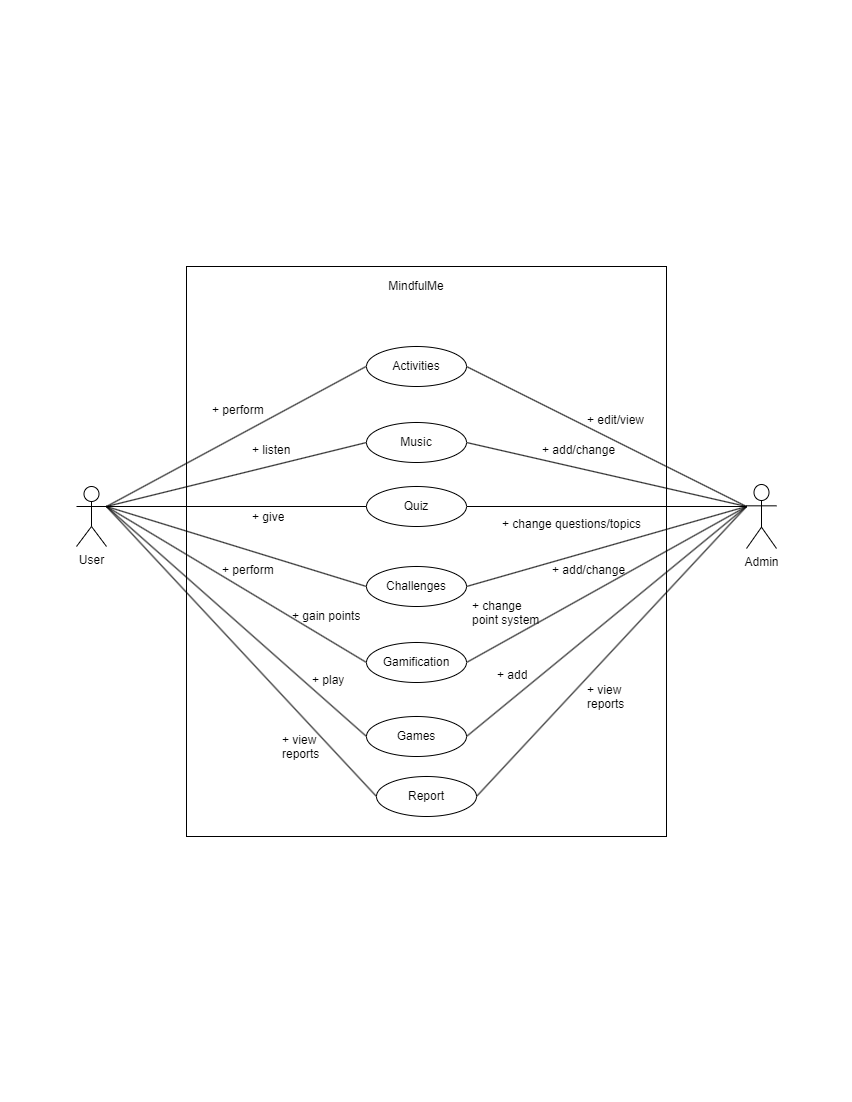 MindfulMe
Activities
+ perform
+ edit/view
Music
+ listen
+ add/change
Quiz
+ give
+ change questions/topics
User
Admin
Challenges
+ perform
+ add/change
+ gain points
+ change
point system
Gamification
+ play
+ add
+ view
reports
Games
+ view
reports
Report